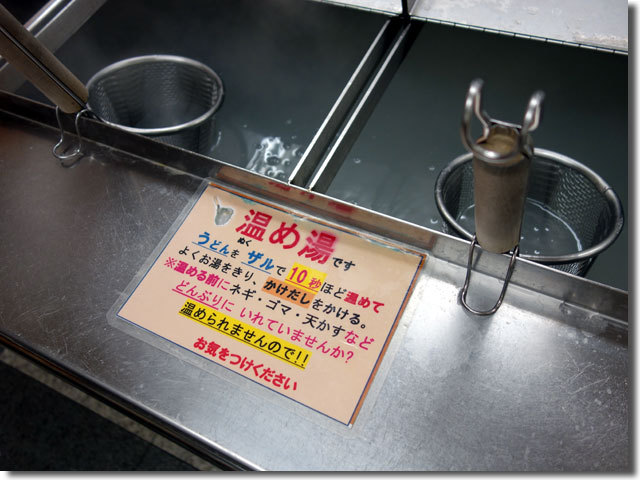 温め湯です
うどんを ザルで 10秒ほど温めて
よくお湯をきり、かけだしをかける。
※温める前にネギ・ゴマ・天かすなど
どんぶりに いれていませんか?
温められませんので!!
お気をつけください